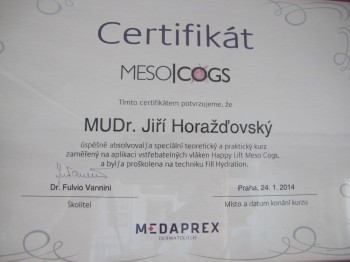 Certifikát
MESO|COGS
Tímto certifikátem potvrzujeme, že
MUDr. Jiří Horažďovský
úspěšně absolvoval/a speciální teoretický a praktický kurz
zaměřený na aplikaci vstřebatelných vláken Happy Lift Meso Cogs
a byl/a proškolena na techniku Fill Hydration.
Dr. Fulvio Vannini
Praha, 24. 1. 2014
Školitel
Místo a datum konání kurzu
MEDAPREX
DERMATOLOGIE